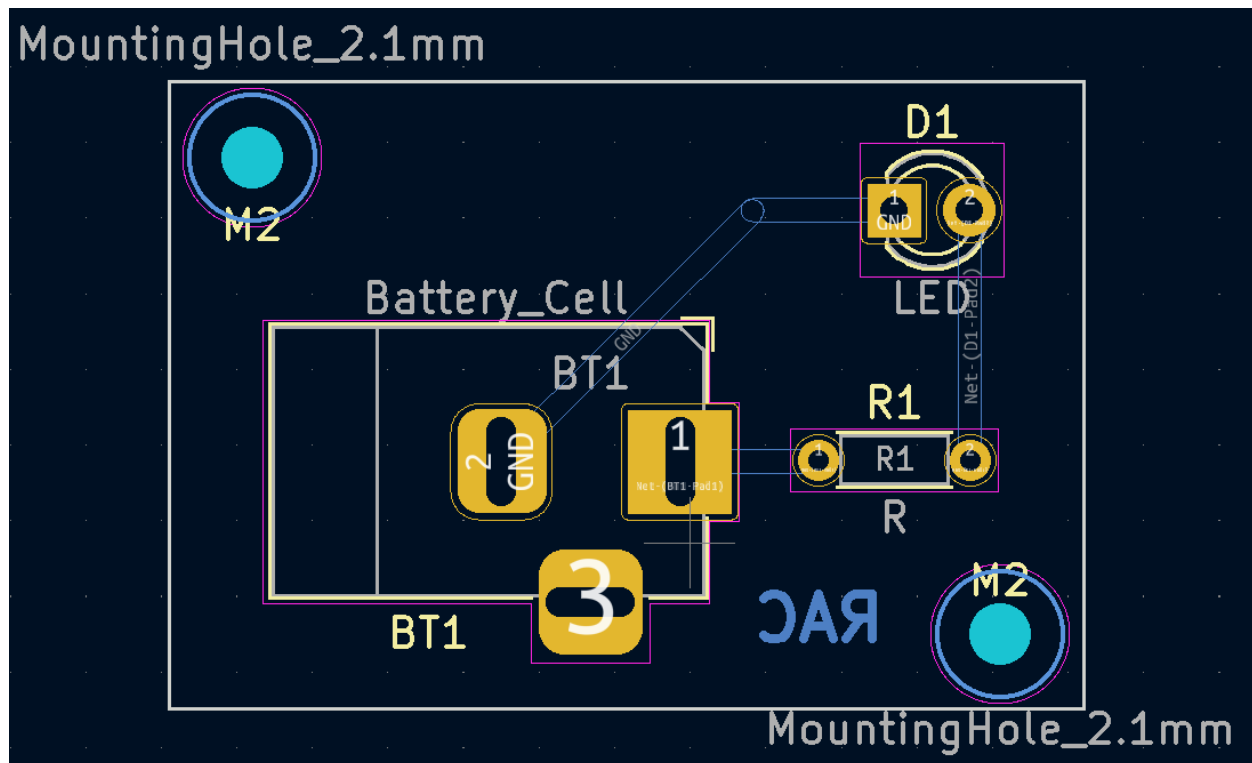 MountingHole_2.1mm
D1
M2
1
GND
2
Battery_Cell
LED
GND
BT1
Net-(D1-Pad2)
R1
1
Net-(BT1-Pad1)
2
GND
1
R1
2
R
3
M2
RAC
BT1
MountingHole_2.1mm